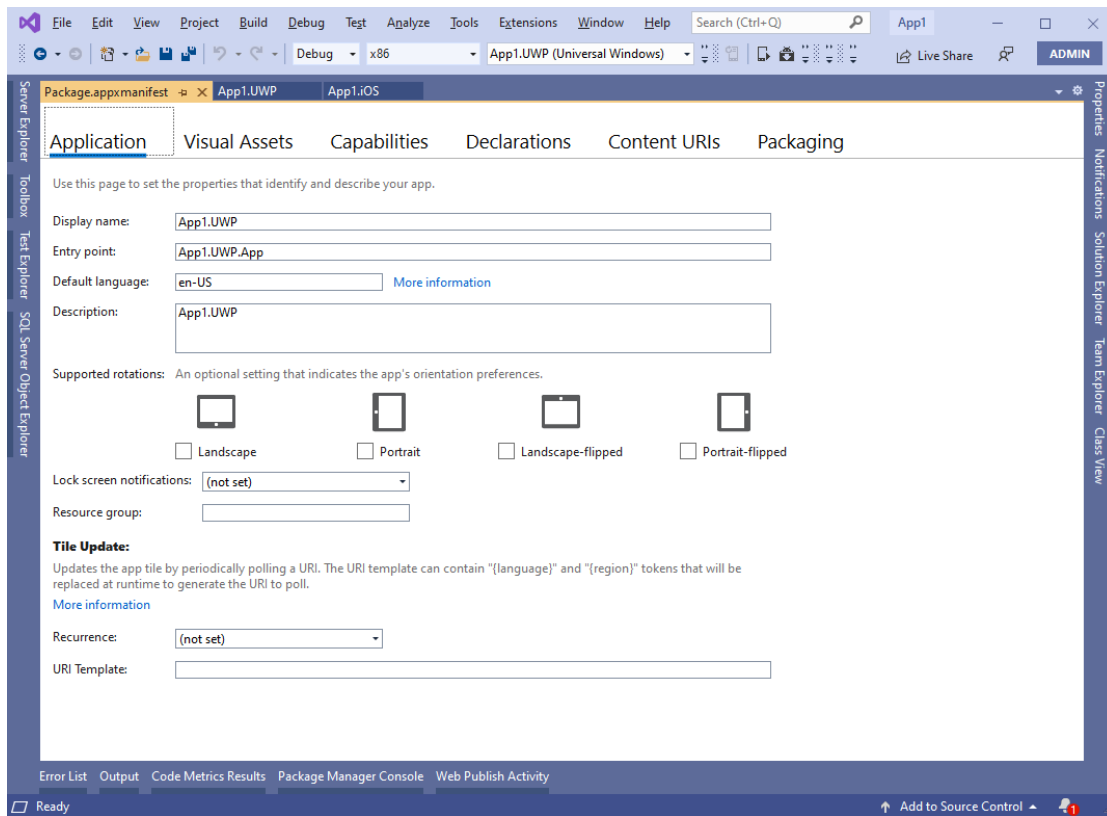 File Edit View Project Build Debug Test Analyze Tools Extensions Window Help Search (Ctrl+Q) App1
Debug x86 App1.UWP (Universal Windows) Live Share ADMIN
Package.appxmanifest App1.UWP App1.iOS
Server Explorer
Toolbox
Test Explorer
SQL Server Object Explorer
Application Visual Assets Capabilities Declarations Content URIs Packaging
Use this page to set the properties that identify and describe your app.
Display name: App1.UWP
Entry point: App1.UWP.App
Default language: en-US More information
Description: App1.UWP
Supported rotations: An optional setting that indicates the app's orientation preferences.
Landscape Portrait Landscape-flipped Portrait-flipped
Lock screen notifications: (not set)
Resource group:
Tile Update:
Updates the app tile by periodically polling a URI. The URI template can contain "{language}" and "{region}" tokens that will be
replaced at runtime to generate the URI to poll.
More information
Recurrence: (not set)
URI Template:
Properties
Notifications
Solution Explorer
Team Explorer
Class View
Error List Output Code Metrics Results Package Manager Console Web Publish Activity
Ready Add to Source Control 1